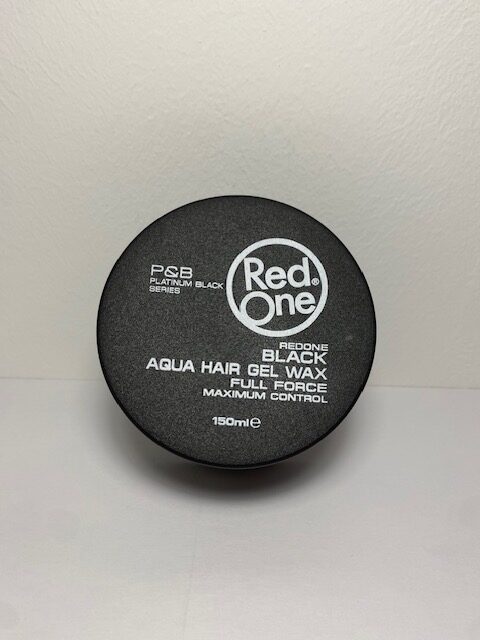 P&B
PLATINUM BLACK
SERIES
Red®
One
REDONE
BLACK
AQUA HAIR GEL WAX
FULL FORCE
MAXIMUM CONTROL
150ml℮